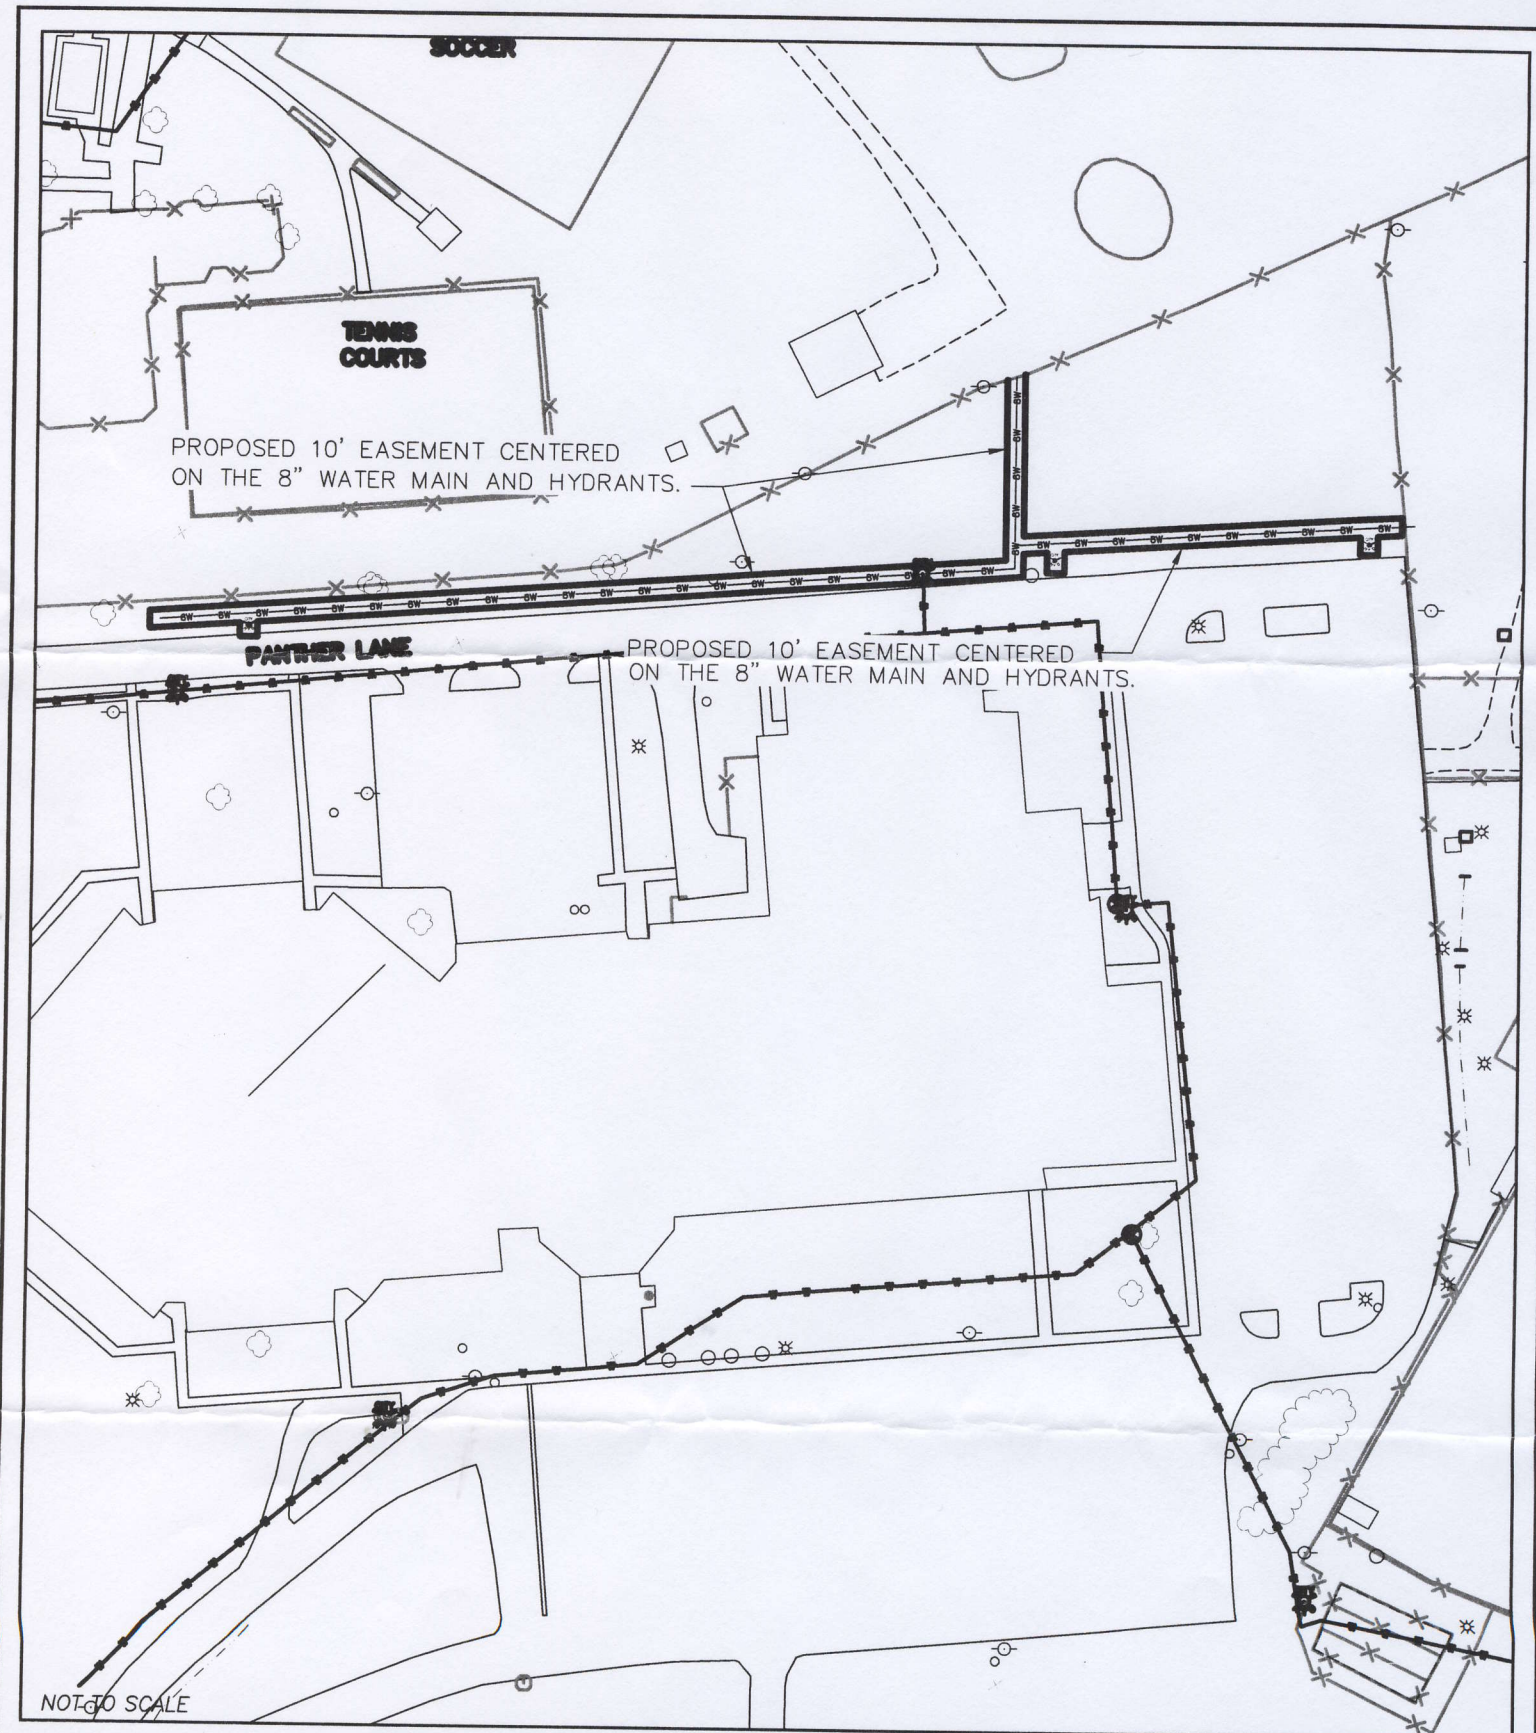 SOCCER
TENNIS
COURTS
PROPOSED 10' EASEMENT CENTERED
ON THE 8" WATER MAIN AND HYDRANTS.
PANTHER LANE
PROPOSED 10' EASEMENT CENTERED
ON THE 8" WATER MAIN AND HYDRANTS.
NOT TO SCALE